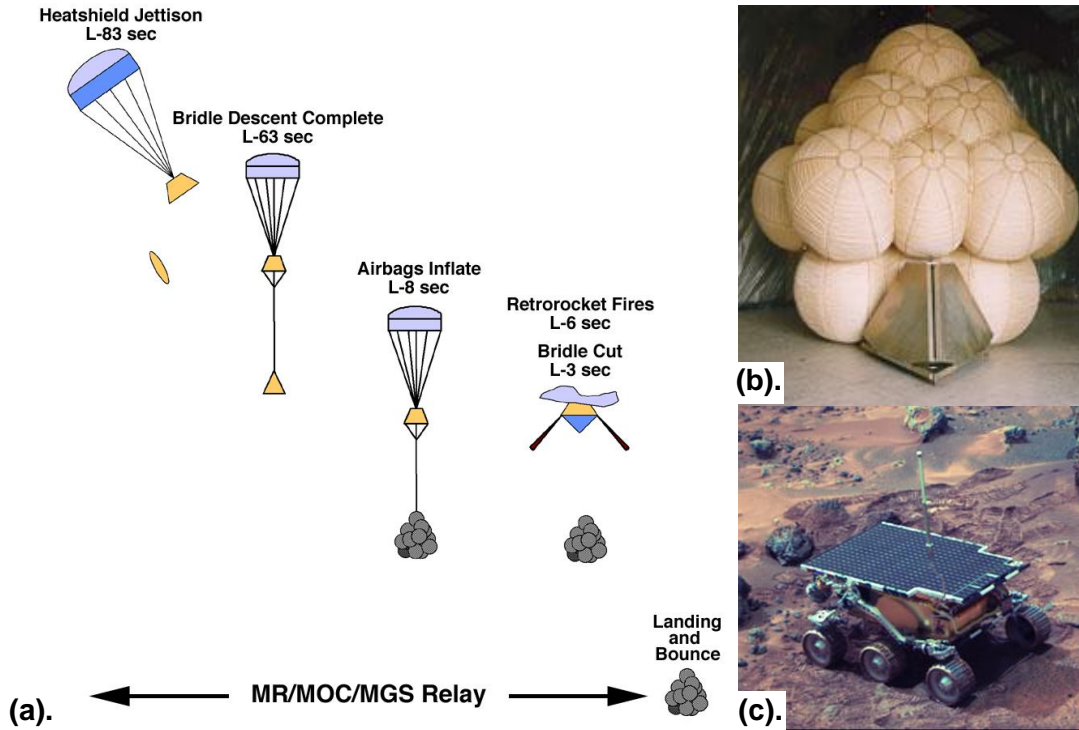 Heatshield Jettison
L-83 sec
Bridle Descent Complete
L-63 sec
Airbags Inflate
L-8 sec
Retrorocket Fires
L-6 sec
Bridle Cut
L-3 sec
Landing
and
Bounce
MR/MOC/MGS Relay
(a).
(b).
(c).